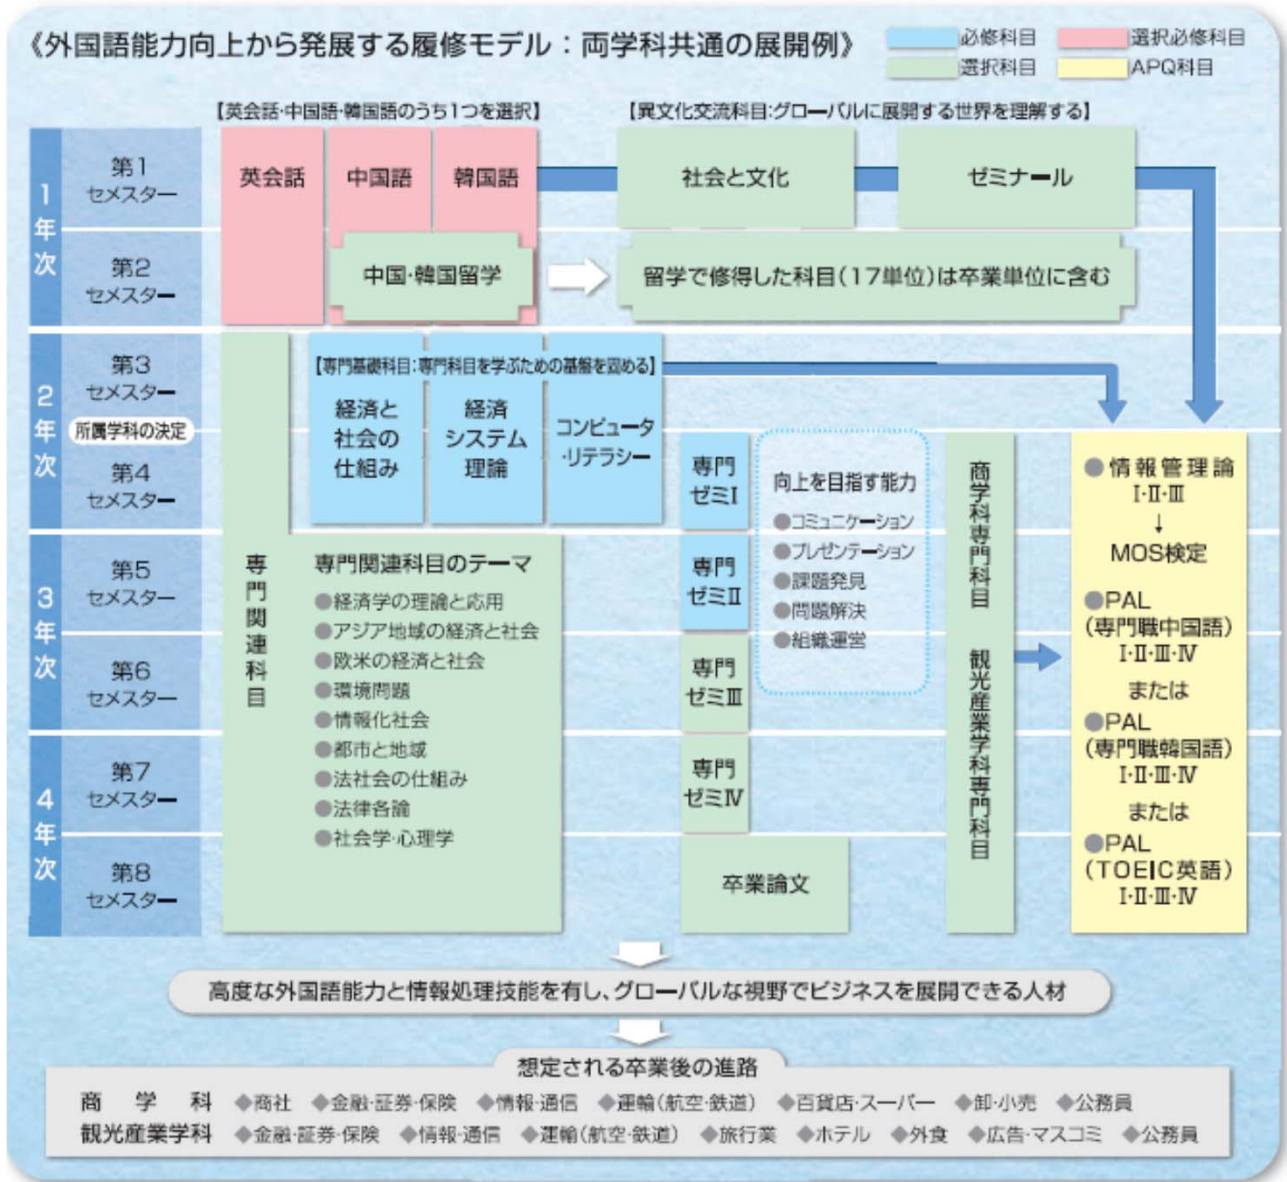 《外国語能力向上から発展する履修モデル：両学科共通の展開例》
必修科目
選択必修科目
選択科目
APQ科目
【英会話・中国語・韓国語のうち1つを選択】
【異文化交流科目:グローバルに展開する世界を理解する】
1年次
第1
セメスター
英会話
中国語
韓国語
社会と文化
ゼミナール
第2
セメスター
中国・韓国留学
留学で修得した科目(17単位)は卒業単位に含む
2年次
第3
セメスター
所属学科の決定
第4
セメスター
【専門基礎科目:専門科目を学ぶための基盤を固める】
経済と
社会の
仕組み
経済
システム
理論
コンピュータ
・リテラシー
専門
ゼミⅠ
向上を目指す能力
●コミュニケーション
●プレゼンテーション
●課題発見
●問題解決
●組織運営
商学科専門科目
観光産業学科専門科目
●情報管理論
Ⅰ・Ⅱ・Ⅲ
↓
MOS検定
●PAL
(専門職中国語)
Ⅰ・Ⅱ・Ⅲ・Ⅳ
または
●PAL
(専門職韓国語)
Ⅰ・Ⅱ・Ⅲ・Ⅳ
または
●PAL
(TOEIC英語)
Ⅰ・Ⅱ・Ⅲ・Ⅳ
3年次
第5
セメスター
第6
セメスター
専門関連科目
専門関連科目のテーマ
●経済学の理論と応用
●アジア地域の経済と社会
●欧米の経済と社会
●環境問題
●情報化社会
●都市と地域
●法社会の仕組み
●法律各論
●社会学・心理学
専門
ゼミⅡ
専門
ゼミⅢ
4年次
第7
セメスター
第8
セメスター
専門
ゼミⅣ
卒業論文
高度な外国語能力と情報処理技能を有し、グローバルな視野でビジネスを展開できる人材
想定される卒業後の進路
商学科 ◆商社 ◆金融・証券・保険 ◆情報・通信 ◆運輸(航空・鉄道) ◆百貨店・スーパー ◆卸・小売 ◆公務員
観光産業学科 ◆金融・証券・保険 ◆情報・通信 ◆運輸(航空・鉄道) ◆旅行業 ◆ホテル ◆外食 ◆広告・マスコミ ◆公務員